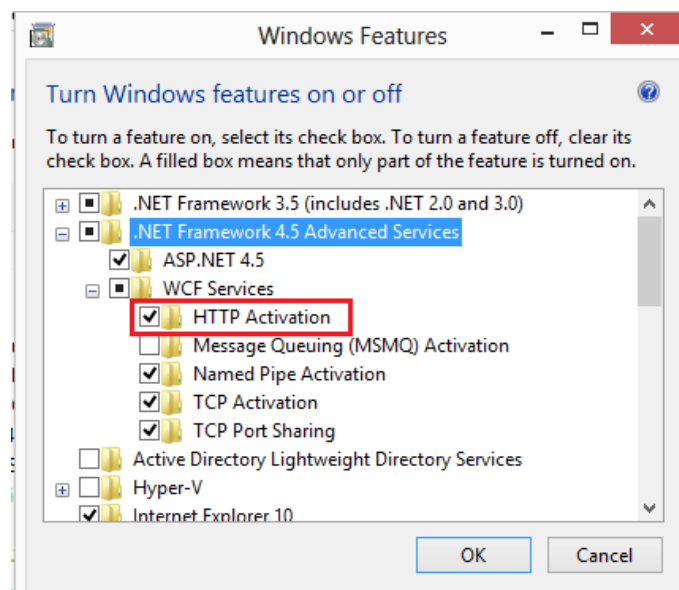 Windows Features
Turn Windows features on or off
To turn a feature on, select its check box. To turn a feature off, clear its
check box. A filled box means that only part of the feature is turned on.
.NET Framework 3.5 (includes .NET 2.0 and 3.0)
.NET Framework 4.5 Advanced Services
ASP.NET 4.5
WCF Services
HTTP Activation
Message Queuing (MSMQ) Activation
Named Pipe Activation
TCP Activation
TCP Port Sharing
Active Directory Lightweight Directory Services
Hyper-V
Internet Explorer 10
OK
Cancel